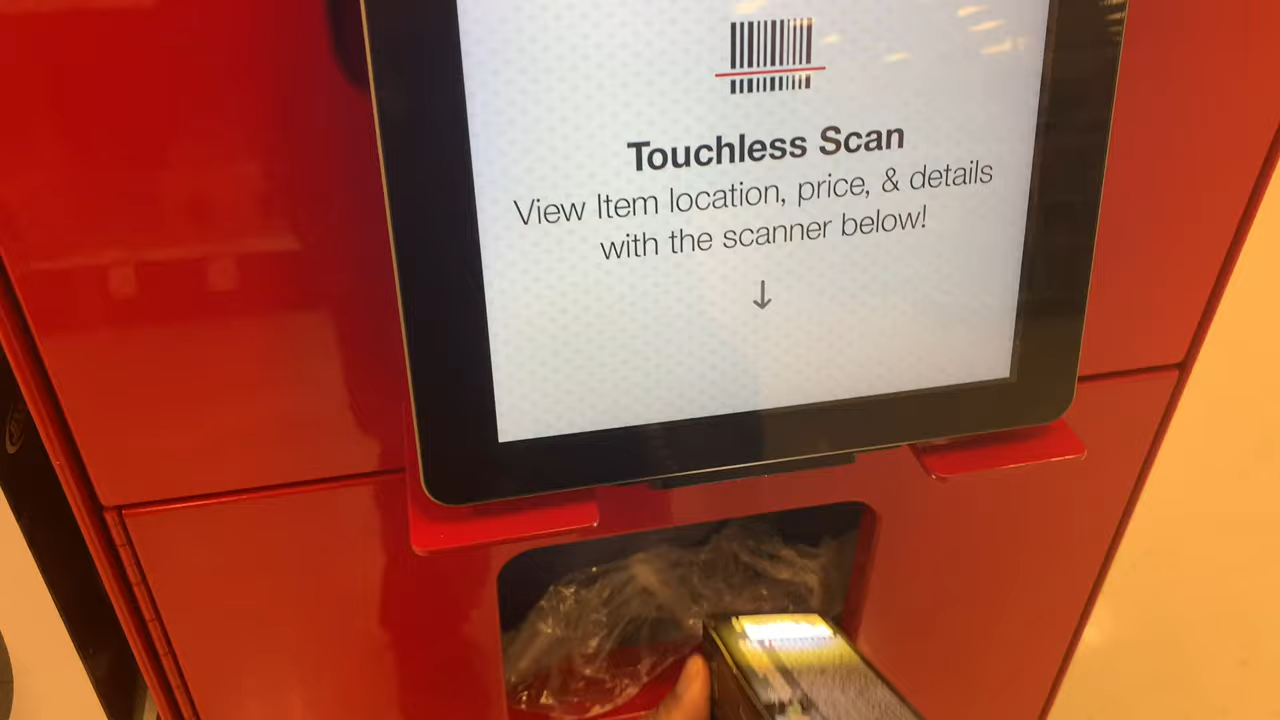 Touchless Scan
View Item location, price, & details
with the scanner below!